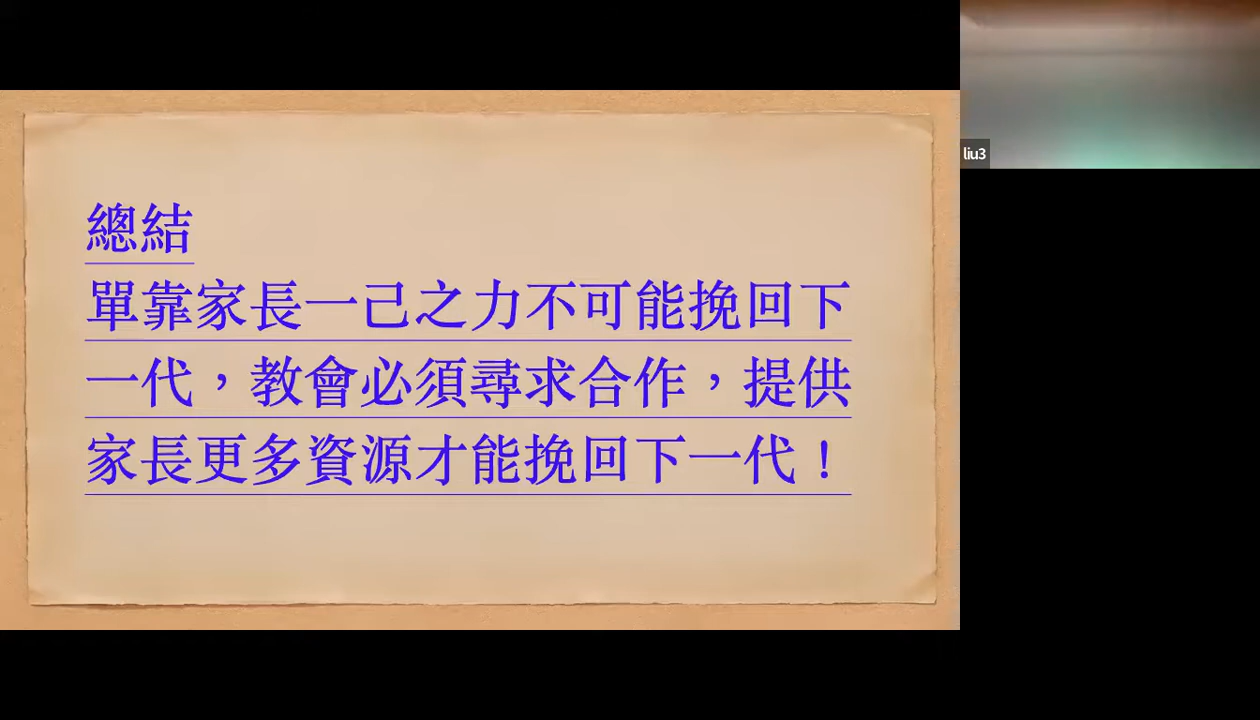 總結
單靠家長一己之力不可能挽回下
一代，教會必須尋求合作，提供
家長更多資源才能挽回下一代！
liu3